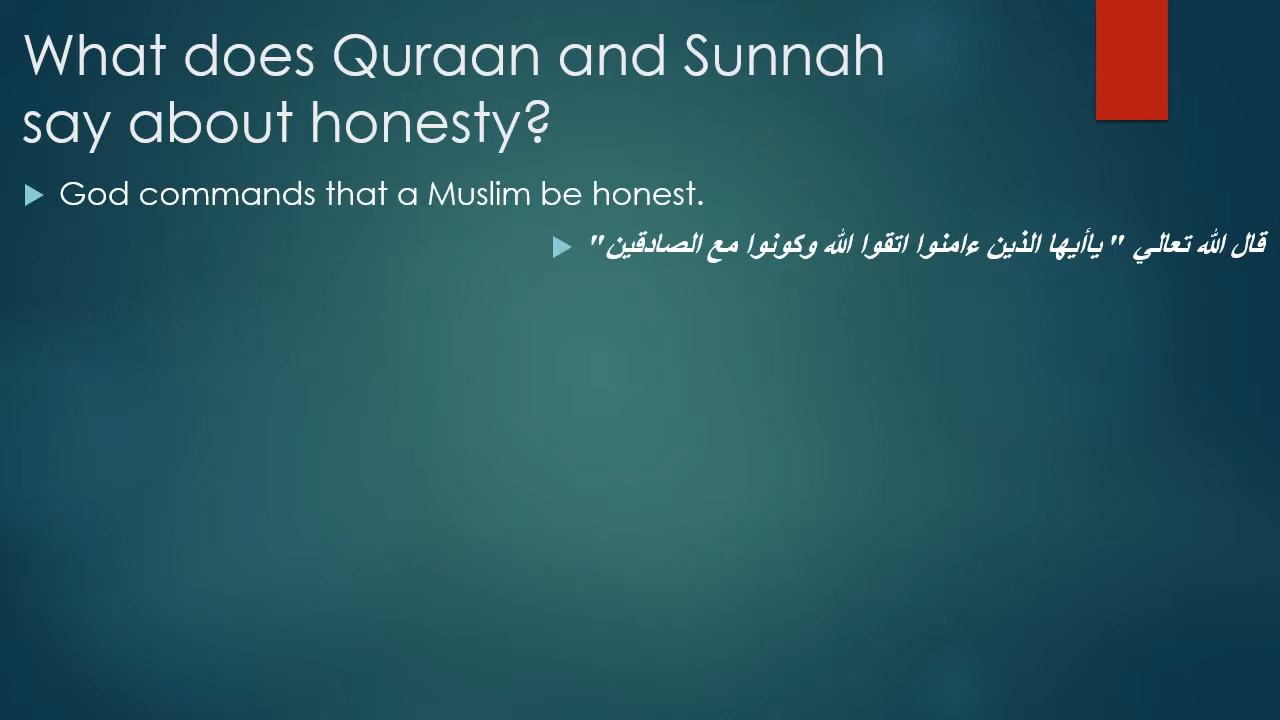 What does Quraan and Sunnah
say about honesty?
God commands that a Muslim be honest.
قال الله تعالي " ياأيها الذين ءامنوا اتقوا الله وكونوا مع الصادقين"